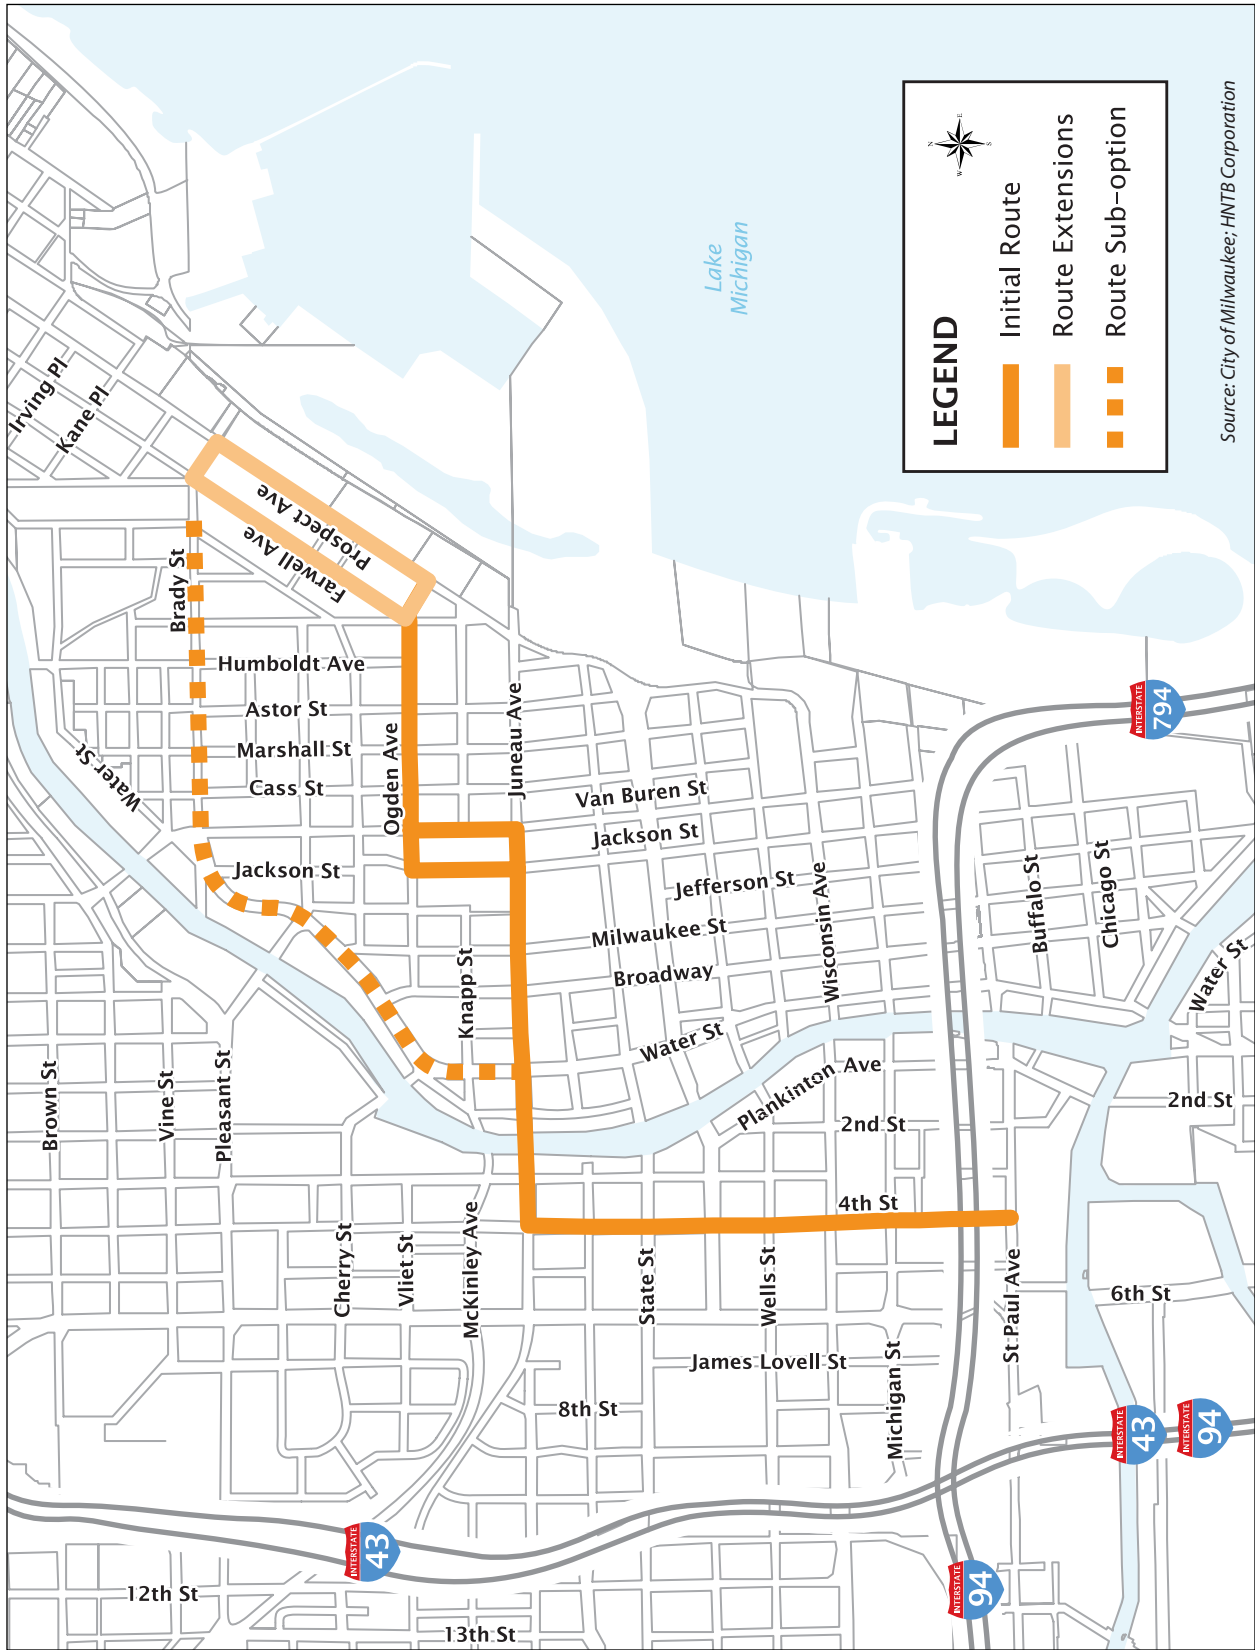 Irving Pl
Kane Pl
Prospect Ave
Farwell Ave
Brady St
Humboldt Ave
Astor St
Marshall St
Cass St
Jackson St
Water St
Ogden Ave
Juneau Ave
Knapp St
Van Buren St
Jackson St
Jefferson St
Milwaukee St
Broadway
Water St
Wisconsin Ave
Plankinton Ave
2nd St
4th St
Buffalo St
Chicago St
Water St
2nd St
Brown St
Vine St
Pleasant St
Cherry St
Vliet St
McKinley Ave
State St
Wells St
James Lovell St
8th St
Michigan St
St Paul Ave
6th St
12th St
13th St
INTERSTATE
43
INTERSTATE
94
INTERSTATE
43
INTERSTATE
94
INTERSTATE
794
Lake
Michigan
LEGEND
N
E
S
W
Initial Route
Route Extensions
Route Sub-option
Source: City of Milwaukee; HNTB Corporation